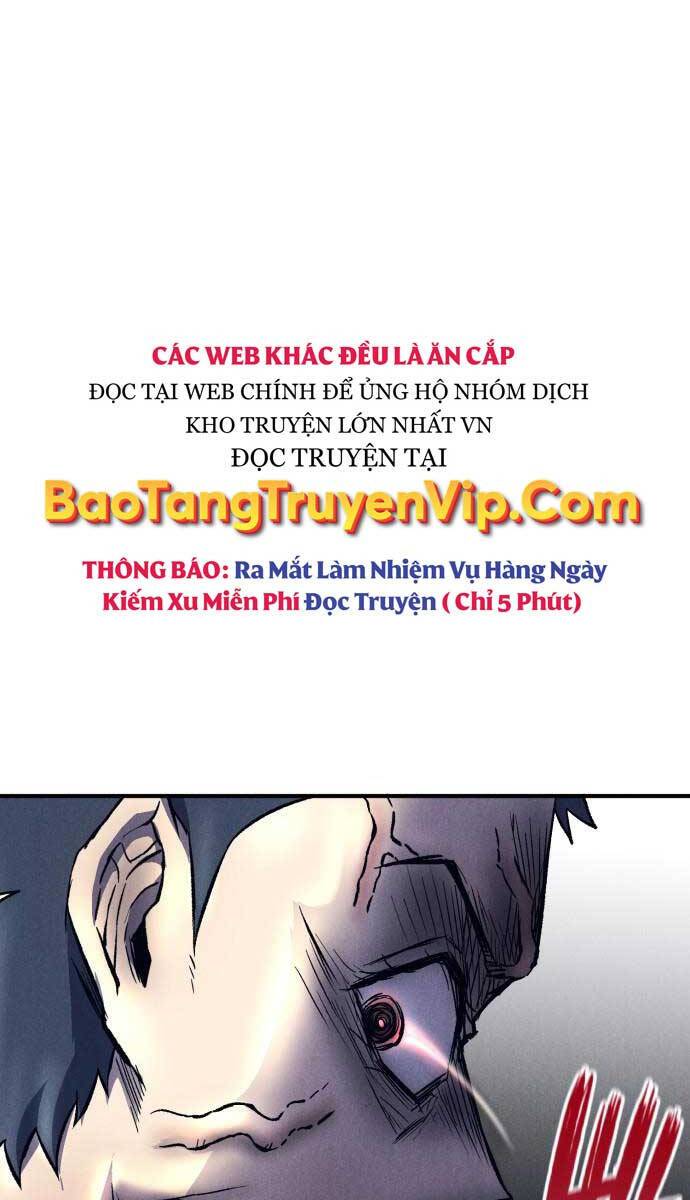 CÁC WEB KHÁC ĐỀU LÀ ĂN CẮP
ĐỌC TẠI WEB CHÍNH ĐỂ ỦNG HỘ NHÓM DỊCH
KHO TRUYỆN LỚN NHẤT VN
ĐỌC TRUYỆN TẠI
BaoTangTruyenVip.Com
THÔNG BÁO: Ra Mắt Làm Nhiệm Vụ Hàng Ngày
Kiếm Xu Miễn Phí Đọc Truyện ( Chỉ 5 Phút)